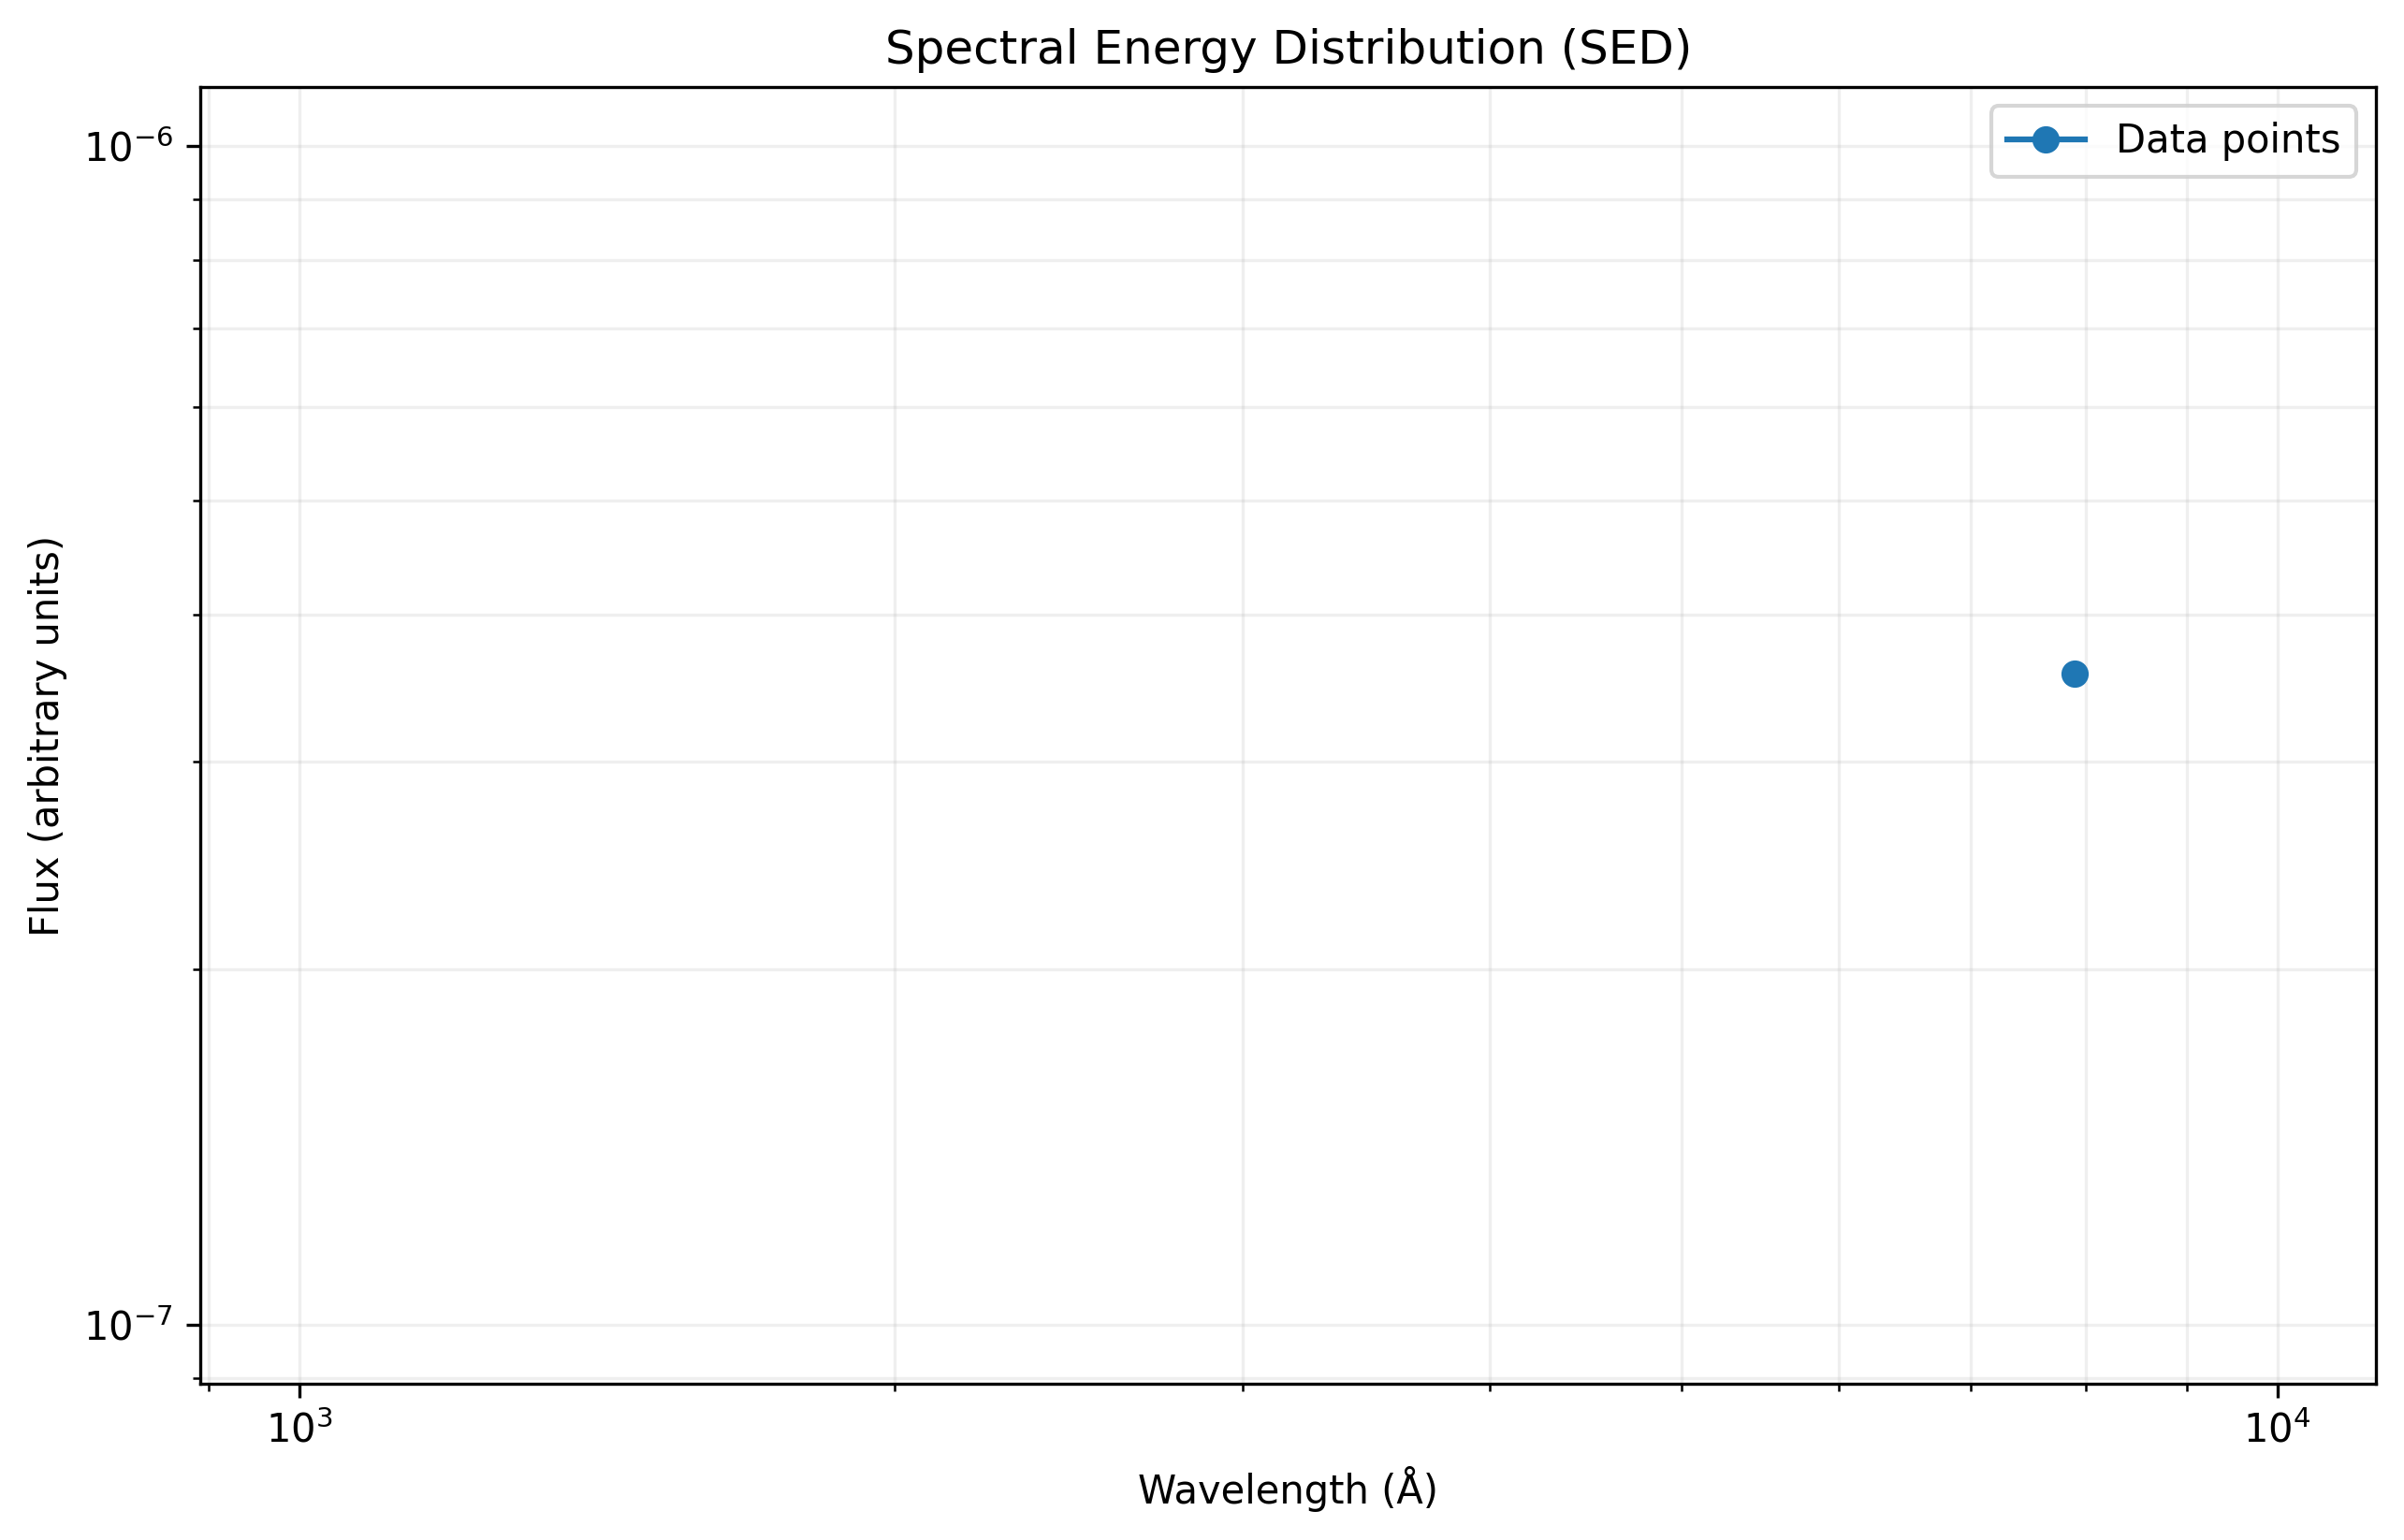 Spectral Energy Distribution (SED)
Data points
10⁻⁶
10⁻⁷
Flux (arbitrary units)
10³
10⁴
Wavelength (Å)